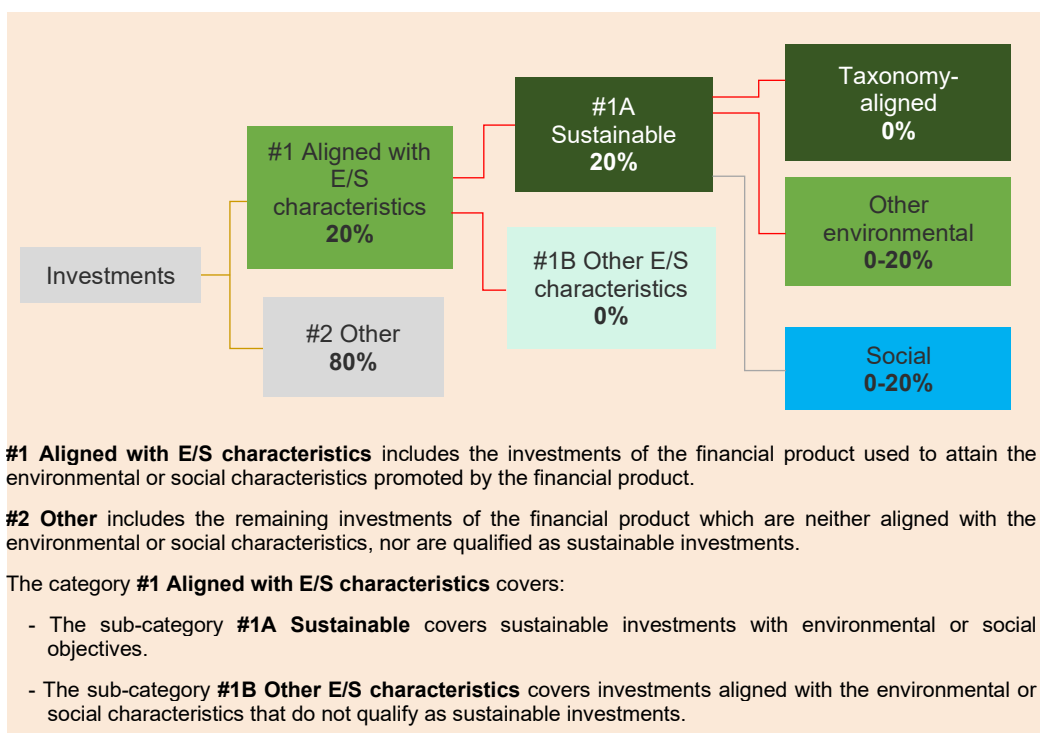 Investments
#1 Aligned with
E/S
characteristics
20%
#2 Other
80%
#1A
Sustainable
20%
#1B Other E/S
characteristics
0%
Taxonomy-
aligned
0%
Other
environmental
0-20%
Social
0-20%
#1 Aligned with E/S characteristics includes the investments of the financial product used to attain the
environmental or social characteristics promoted by the financial product.
#2 Other includes the remaining investments of the financial product which are neither aligned with the
environmental or social characteristics, nor are qualified as sustainable investments.
The category #1 Aligned with E/S characteristics covers:
- The sub-category #1A Sustainable covers sustainable investments with environmental or social
objectives.
- The sub-category #1B Other E/S characteristics covers investments aligned with the environmental or
social characteristics that do not qualify as sustainable investments.